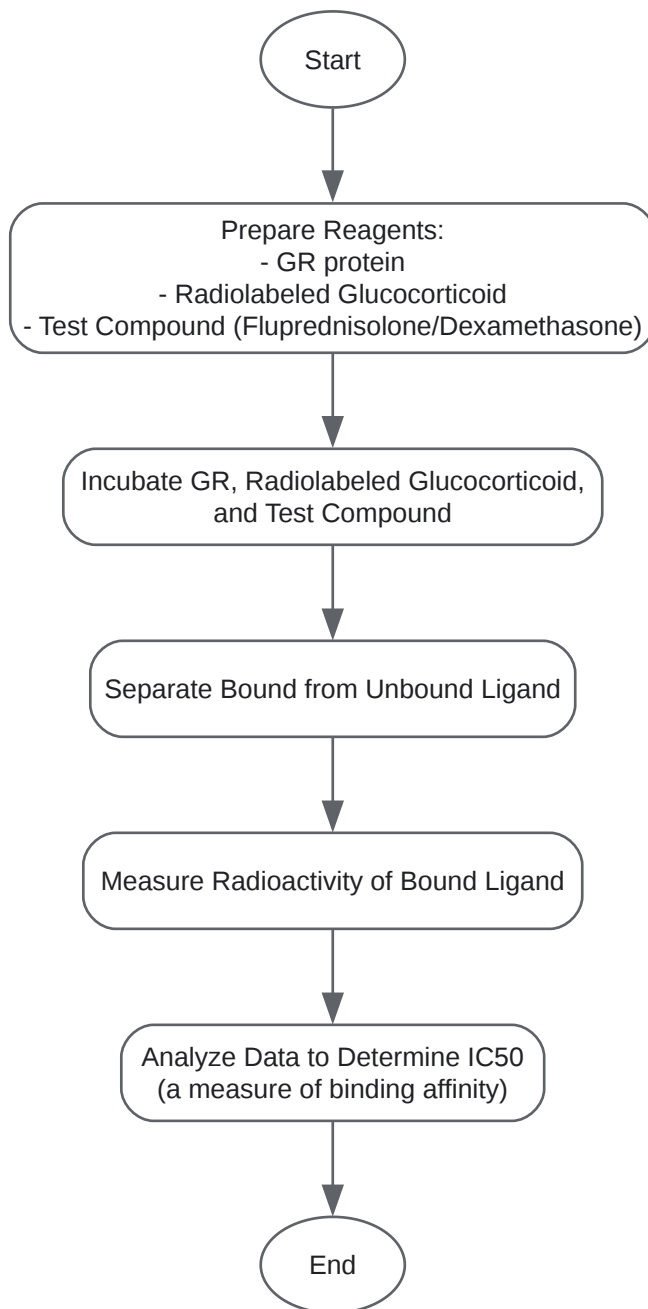 Start
Prepare Reagents:
- GR protein
- Radiolabeled Glucocorticoid
- Test Compound (Fluprednisolone/Dexamethasone)
Incubate GR, Radiolabeled Glucocorticoid,
and Test Compound
Separate Bound from Unbound Ligand
Measure Radioactivity of Bound Ligand
Analyze Data to Determine IC50
(a measure of binding affinity)
End